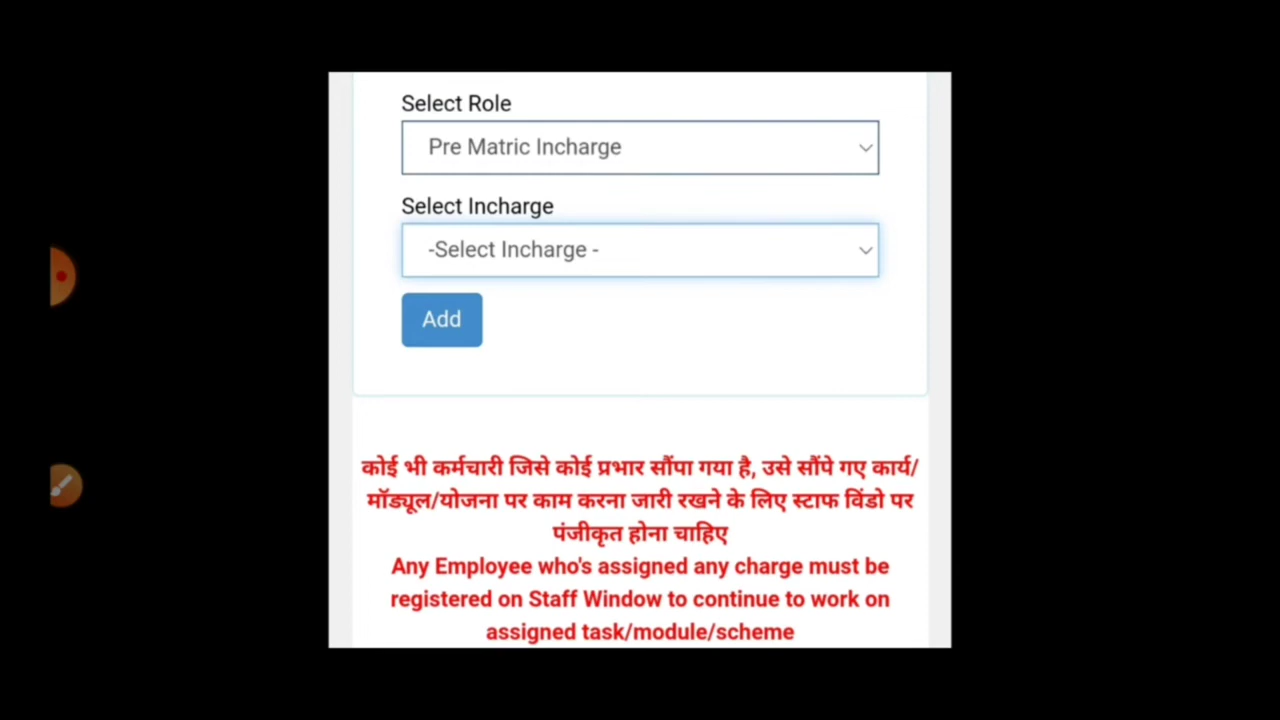 Select Role
Pre Matric Incharge
Select Incharge
-Select Incharge -
Add
कोई भी कर्मचारी जिसे कोई प्रभार सौंपा गया है, उसे सौंपे गए कार्य/
मॉड्यूल/योजना पर काम करना जारी रखने के लिए स्टाफ विंडो पर
पंजीकृत होना चाहिए
Any Employee who's assigned any charge must be
registered on Staff Window to continue to work on
assigned task/module/scheme